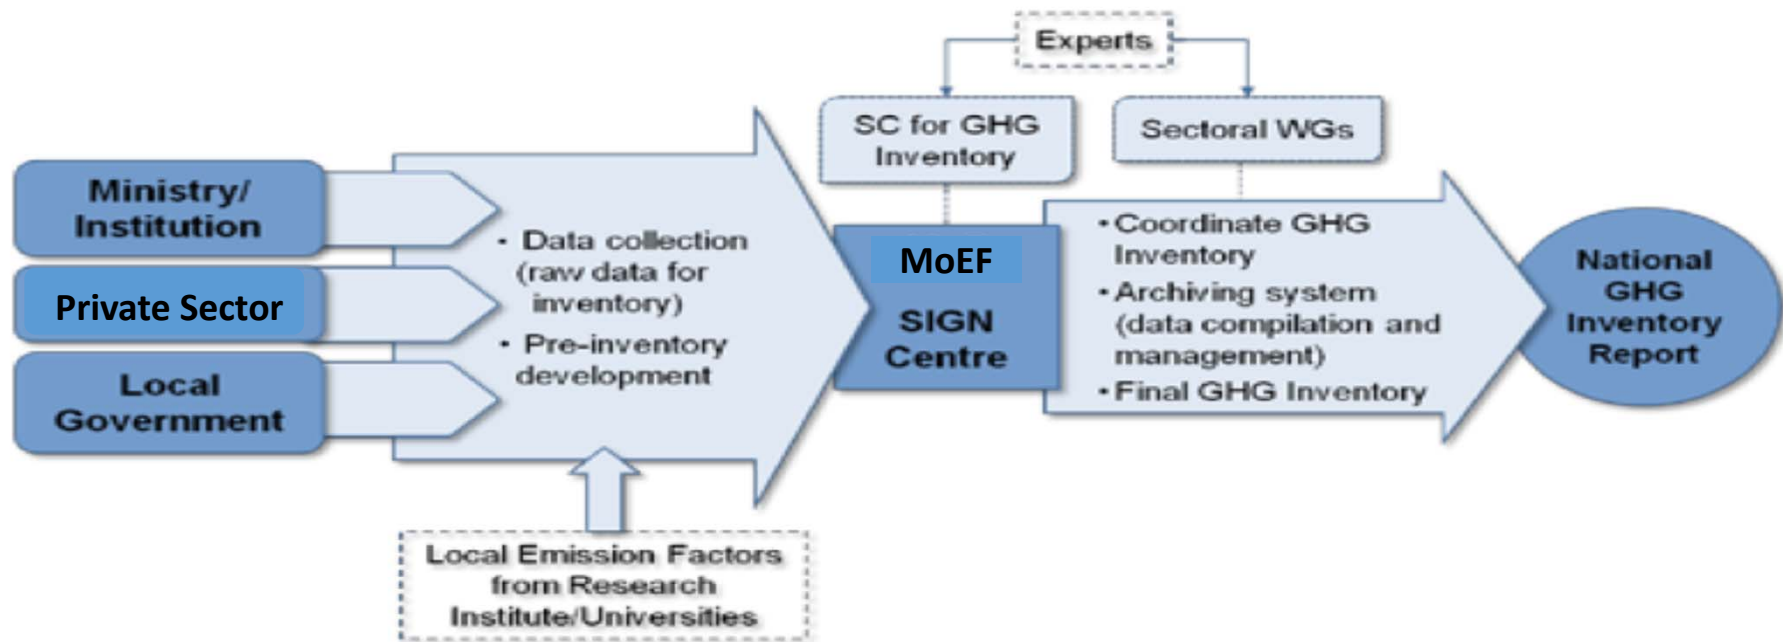 Experts
SC for GHG
Inventory
Sectoral WGs
Ministry/
Institution
Private Sector
Local
Government
• Data collection
(raw data for
inventory)
• Pre-inventory
development
MoEF
SIGN
Centre
• Coordinate GHG
Inventory
• Archiving system
(data compilation and
management)
• Final GHG Inventory
National
GHG
Inventory
Report
Local Emission Factors
from Research
Institute/Universities